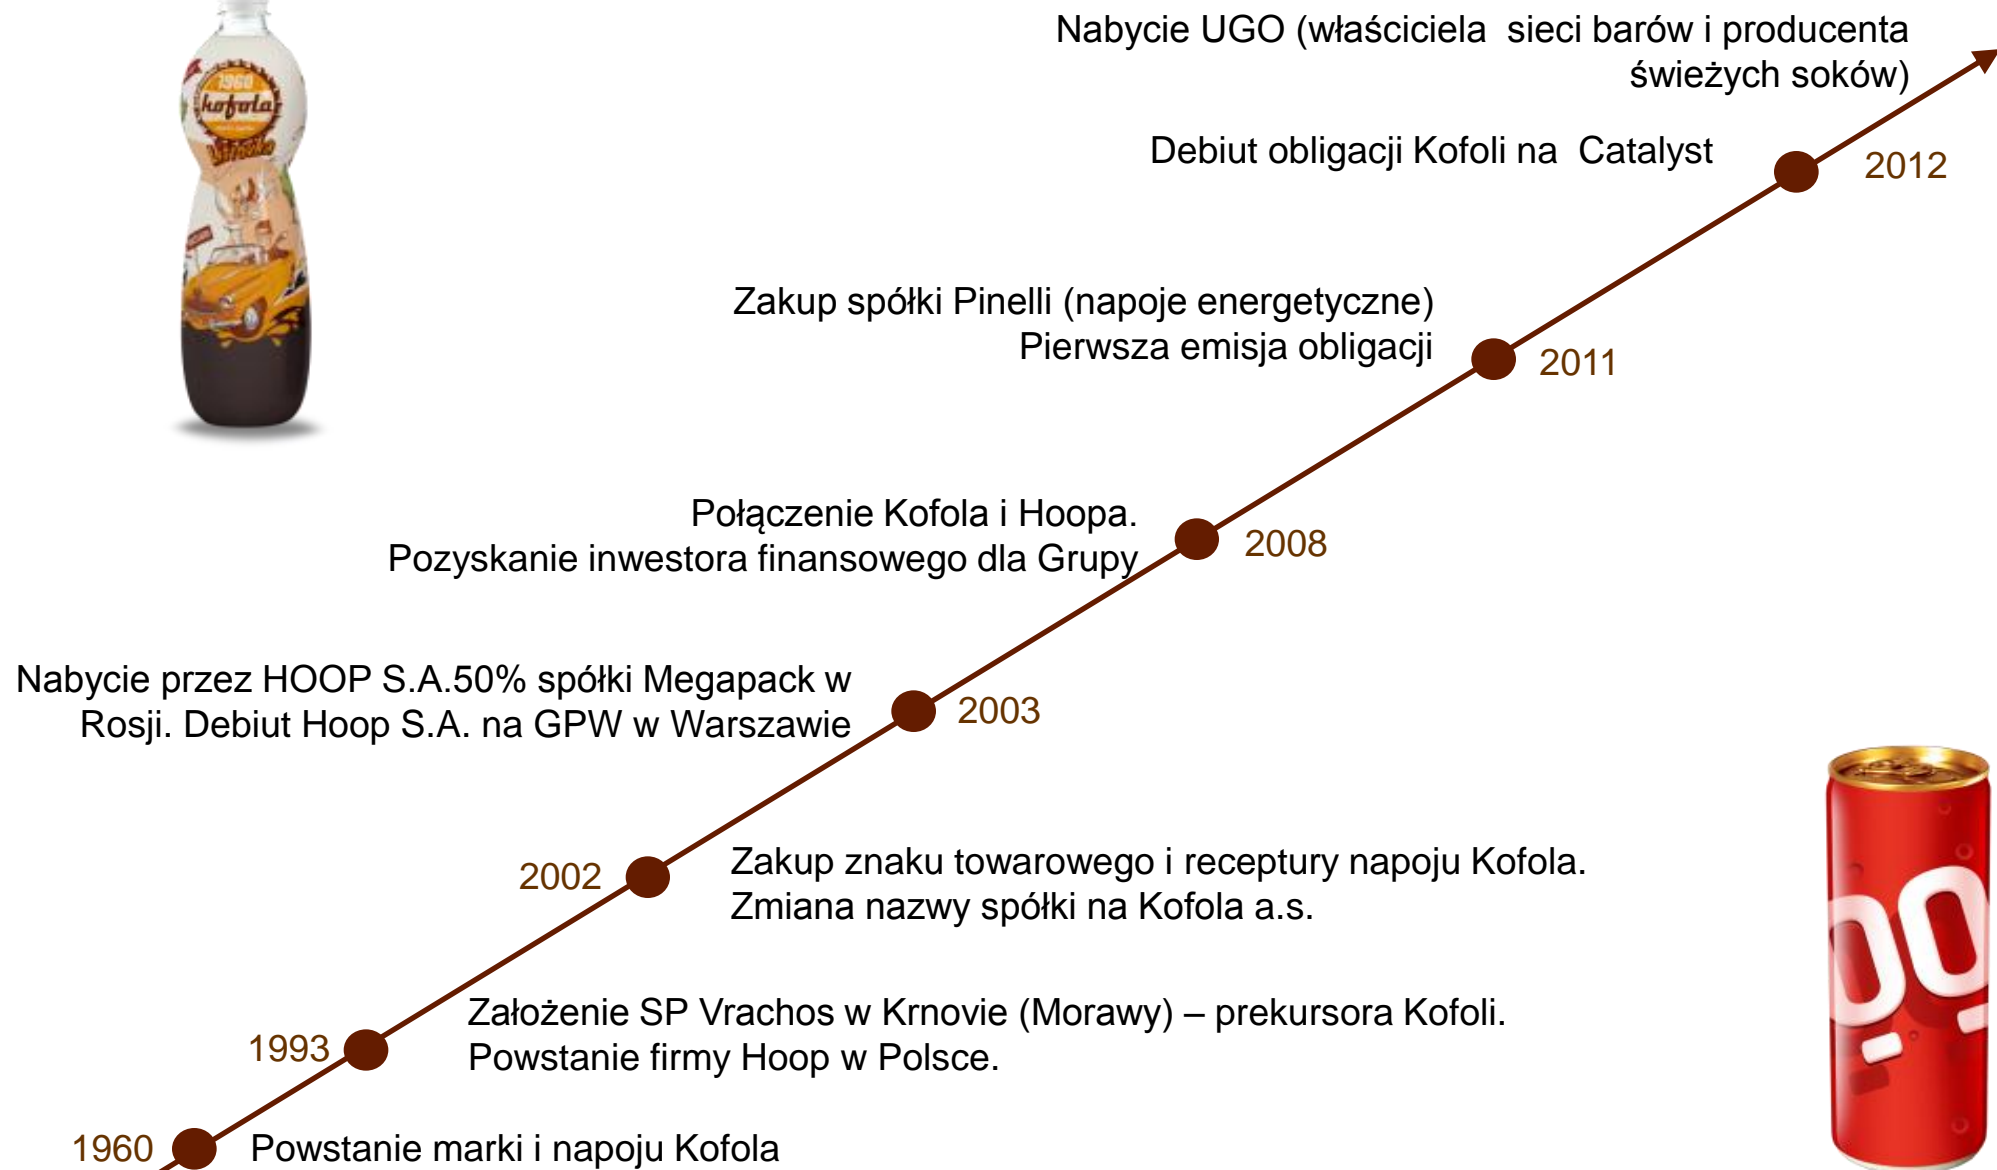 1960
kofola
Nabycie UGO (właściciela sieci barów i producenta
świeżych soków)
Debiut obligacji Kofoli na Catalyst
2012
Zakup spółki Pinelli (napoje energetyczne)
Pierwsza emisja obligacji
2011
Połączenie Kofola i Hoopa.
Pozyskanie inwestora finansowego dla Grupy
2008
Nabycie przez HOOP S.A.50% spółki Megapack w
Rosji. Debiut Hoop S.A. na GPW w Warszawie
2003
2002
Zakup znaku towarowego i receptury napoju Kofola.
Zmiana nazwy spółki na Kofola a.s.
1993
Założenie SP Vrachos w Krnovie (Morawy) – prekursora Kofoli.
Powstanie firmy Hoop w Polsce.
1960
Powstanie marki i napoju Kofola